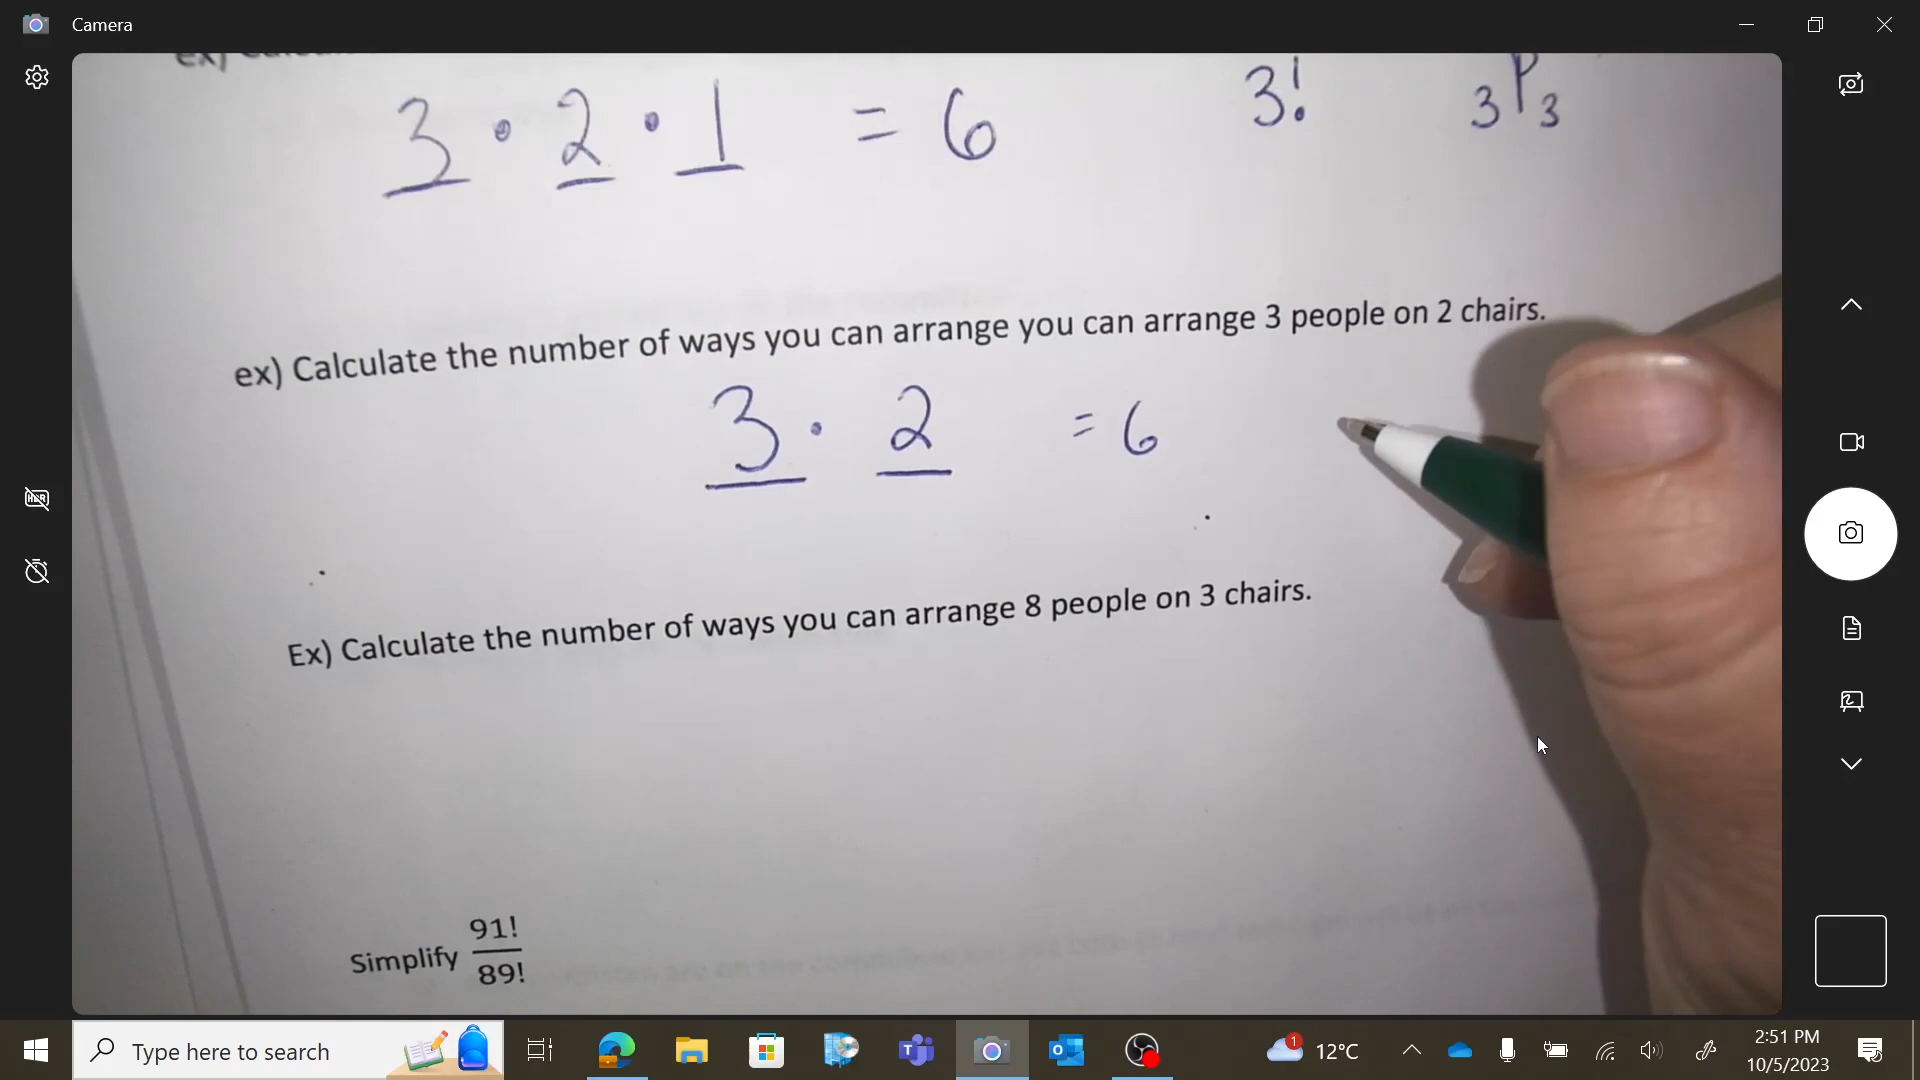 Camera
3 · 2 · 1 = 6 3! 3P3
ex) Calculate the number of ways you can arrange you can arrange 3 people on 2 chairs.
3 · 2 = 6
Ex) Calculate the number of ways you can arrange 8 people on 3 chairs.
Simplify 91!
89!
Type here to search
1
12°C
2:51 PM
10/5/2023